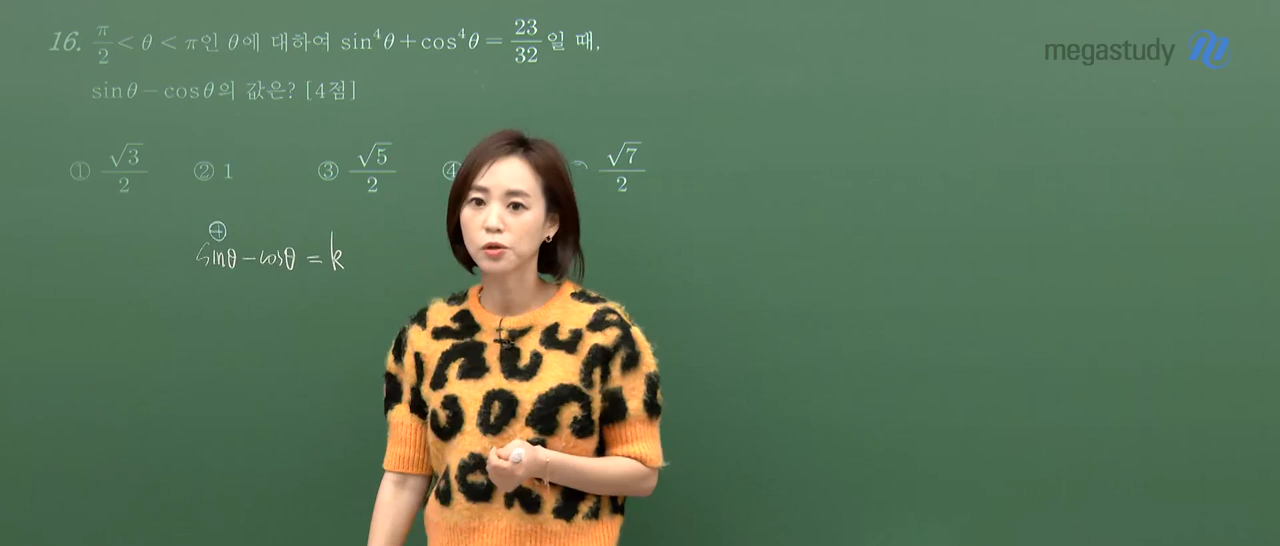 16. π/2 < θ < π인 θ에 대하여 sin⁴θ + cos⁴θ = 23/32 일 때,
sinθ − cosθ의 값은? [4점]
① √3/2 ② 1 ③ √5/2 ④ √7/2
⊕
sinθ − cosθ = k
megastudy